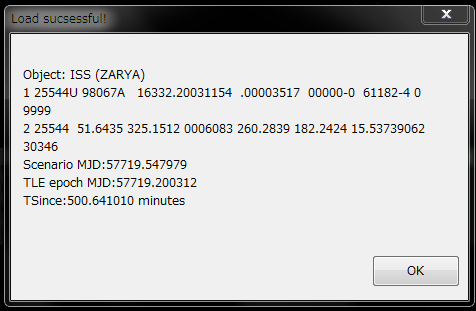 Load sucsessful!
Object: ISS (ZARYA)
1 25544U 98067A   16332.20031154  .00003517  00000-0  61182-4 0
9999
2 25544  51.6435 325.1512 0006083 260.2839 182.2424 15.53739062
30346
Scenario MJD:57719.547979
TLE epoch MJD:57719.200312
TSince:500.641010 minutes
OK